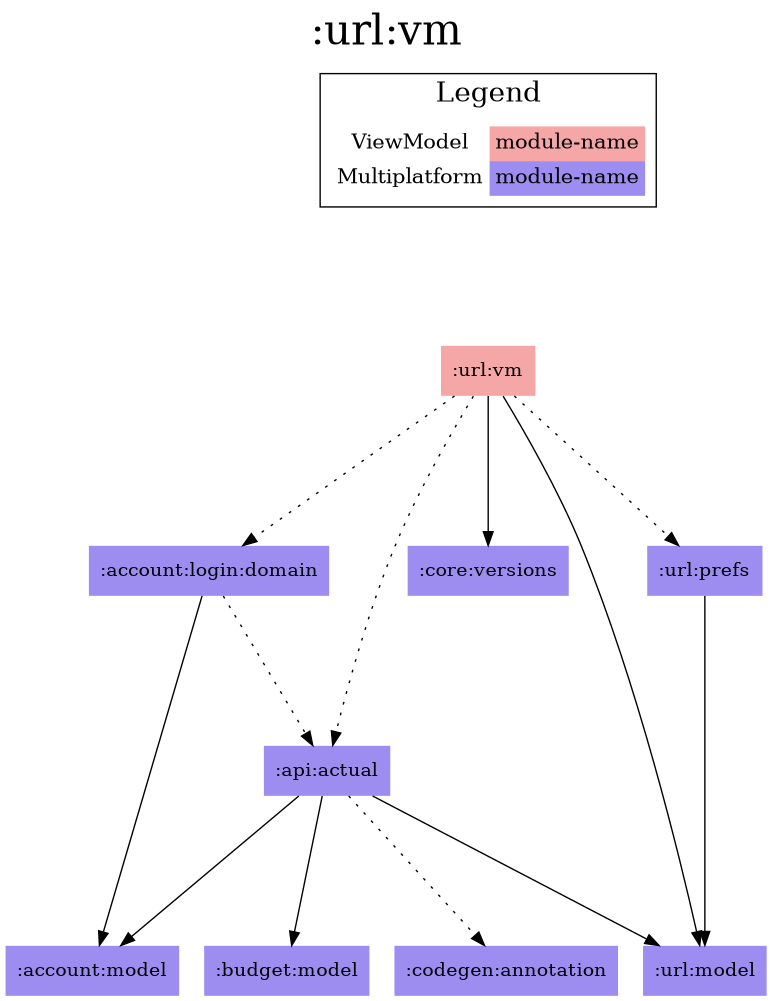 :url:vm
Legend
ViewModel module-name
Multiplatform module-name
:url:vm
:account:login:domain
:core:versions
:url:prefs
:api:actual
:account:model
:budget:model
:codegen:annotation
:url:model